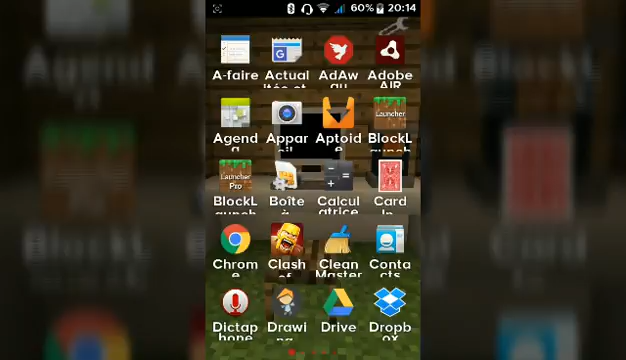 60% 20:14
A-faire Actual AdAw Adobe
ités et ay AIR
Agend Appar Aptoid BlockL
a eil e aunch
Launcher
Launcher
Pro
BlockL Boîte Calcul Card
aunch à atrice In
Chrom Clash Clean Conta
e of Master cts
Dictap Drawi Drive Dropb
hone ng ox